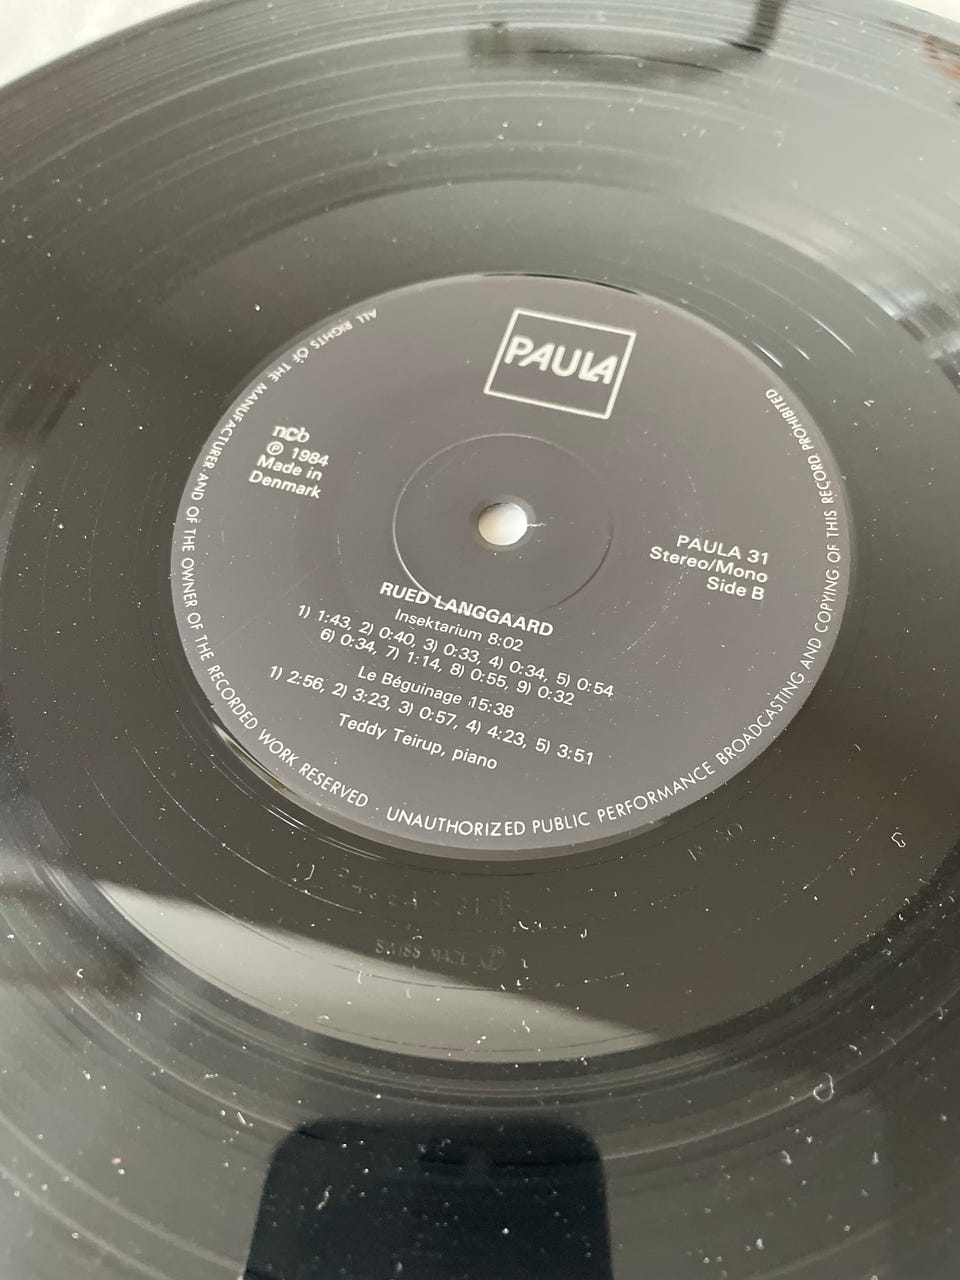 PAULA
ncb
Ⓟ 1984
Made in
Denmark
PAULA 31
Stereo/Mono
Side B
RUED LANGGAARD
Insektarium 8:02
1) 1:43, 2) 0:40, 3) 0:33, 4) 0:34, 5) 0:54
6) 0:34, 7) 1:14, 8) 0:55, 9) 0:32
Le Béguinage 15:38
1) 2:56, 2) 3:23, 3) 0:57, 4) 4:23, 5) 3:51
Teddy Teirup, piano
ALL RIGHTS OF THE MANUFACTURER AND OF THE OWNER OF THE RECORDED WORK RESERVED · UNAUTHORIZED PUBLIC PERFORMANCE BROADCASTING AND COPYING OF THIS RECORD PROHIBITED
SWISS MADE